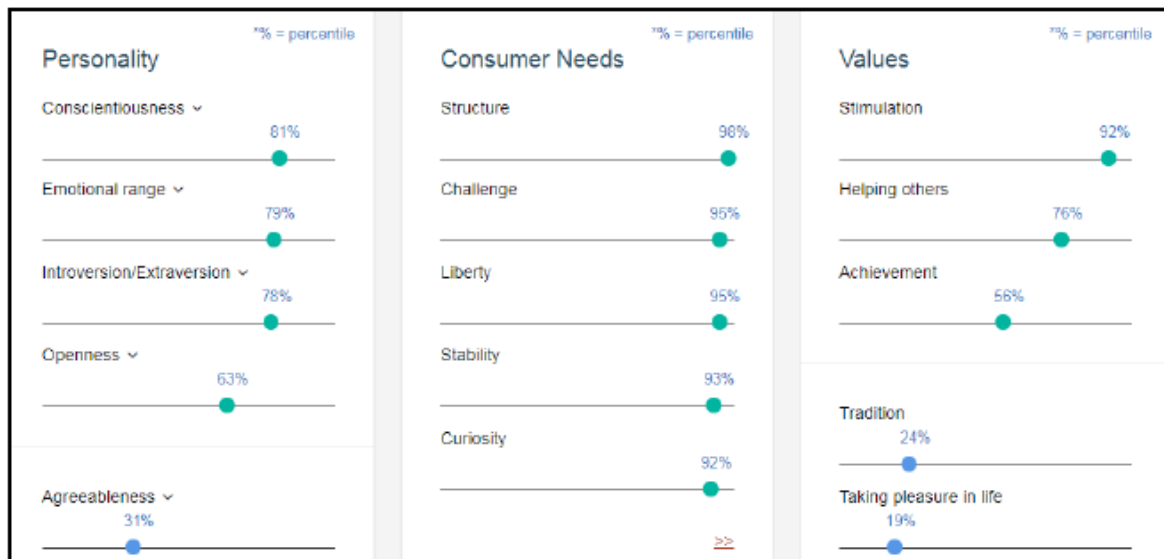 *% = percentile
Personality
Conscientiousness
81%
Emotional range
79%
Introversion/Extraversion
78%
Openness
63%
Agreeableness
31%
*% = percentile
Consumer Needs
Structure
98%
Challenge
95%
Liberty
95%
Stability
93%
Curiosity
92%
>>
*% = percentile
Values
Stimulation
92%
Helping others
76%
Achievement
56%
Tradition
24%
Taking pleasure in life
19%